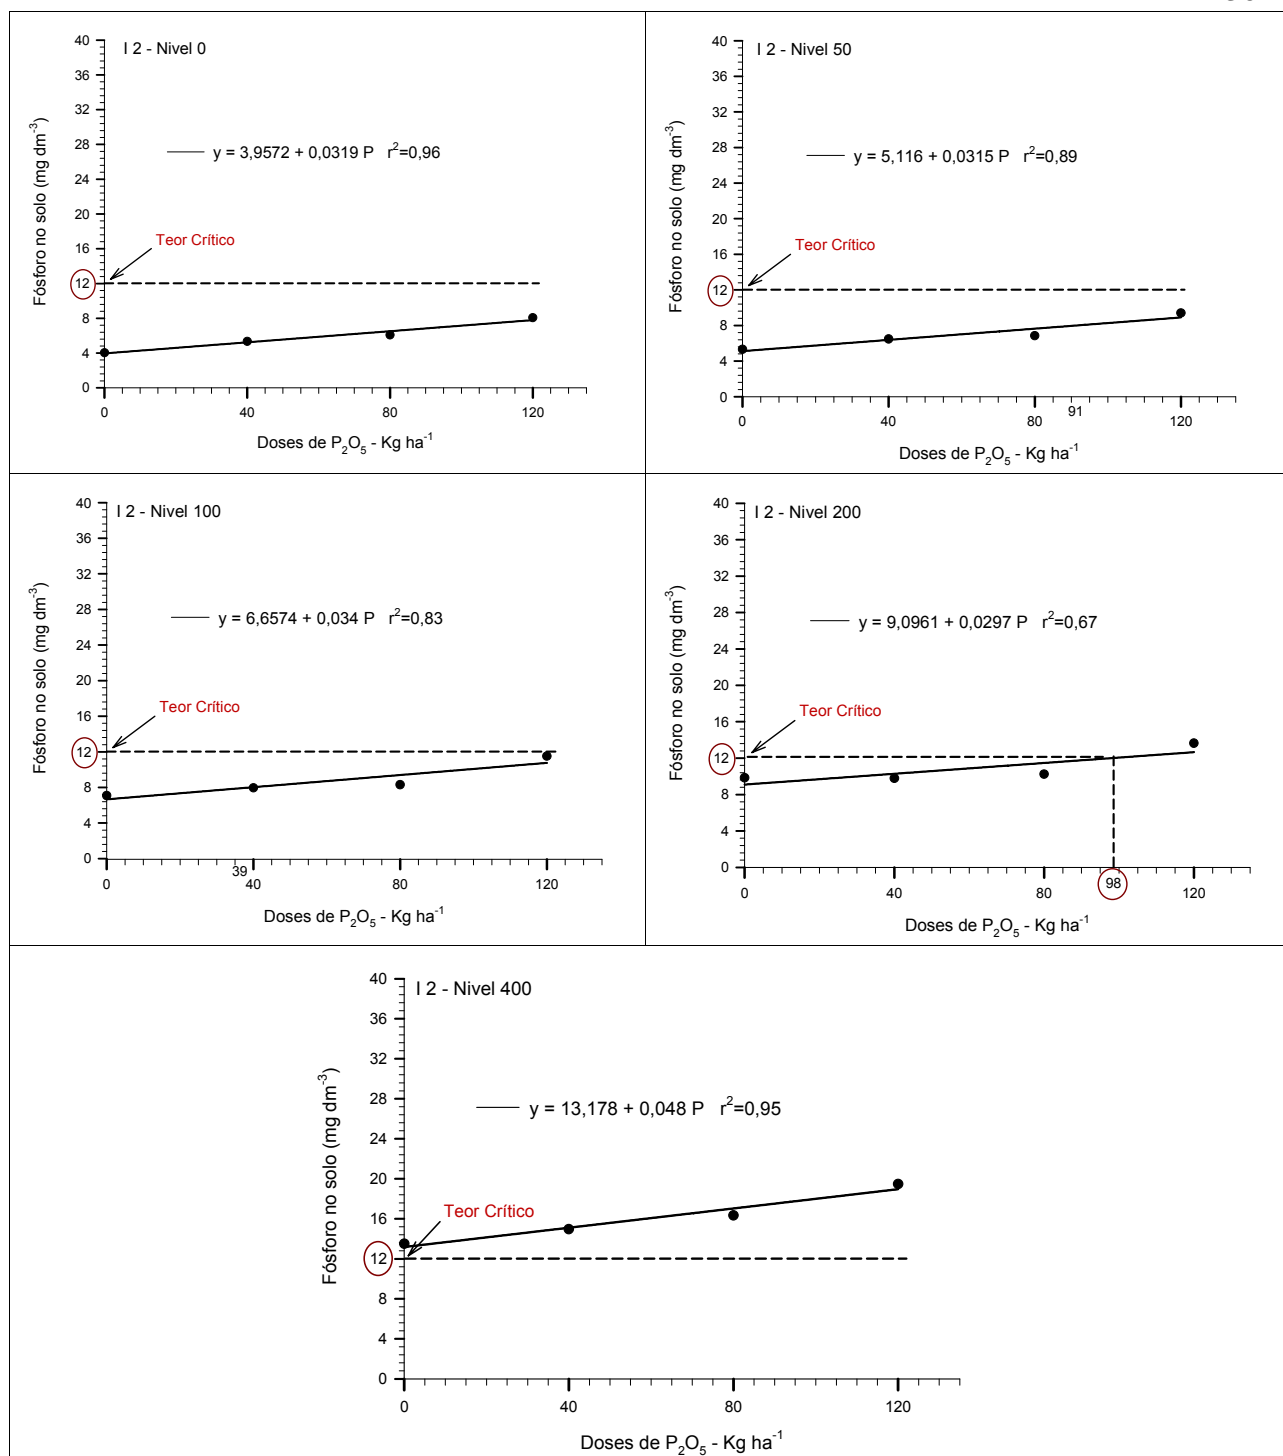 I 2 - Nivel 0
Fósforo no solo (mg dm-3)
40
36
32
28
24
20
16
12
8
4
0
y = 3,9572 + 0,0319 P r2=0,96
Teor Crítico
0 40 80 120
Doses de P2O5 - Kg ha-1
I 2 - Nivel 50
Fósforo no solo (mg dm-3)
40
36
32
28
24
20
16
12
8
4
0
y = 5,116 + 0,0315 P r2=0,89
Teor Crítico
0 40 80 91 120
Doses de P2O5 - Kg ha-1
I 2 - Nivel 100
Fósforo no solo (mg dm-3)
40
36
32
28
24
20
16
12
8
4
0
y = 6,6574 + 0,034 P r2=0,83
Teor Crítico
0 39 40 80 120
Doses de P2O5 - Kg ha-1
I 2 - Nivel 200
Fósforo no solo (mg dm-3)
40
36
32
28
24
20
16
12
8
4
0
y = 9,0961 + 0,0297 P r2=0,67
Teor Crítico
0 40 80 98 120
Doses de P2O5 - Kg ha-1
I 2 - Nivel 400
Fósforo no solo (mg dm-3)
40
36
32
28
24
20
16
12
8
4
0
y = 13,178 + 0,048 P r2=0,95
Teor Crítico
0 40 80 120
Doses de P2O5 - Kg ha-1